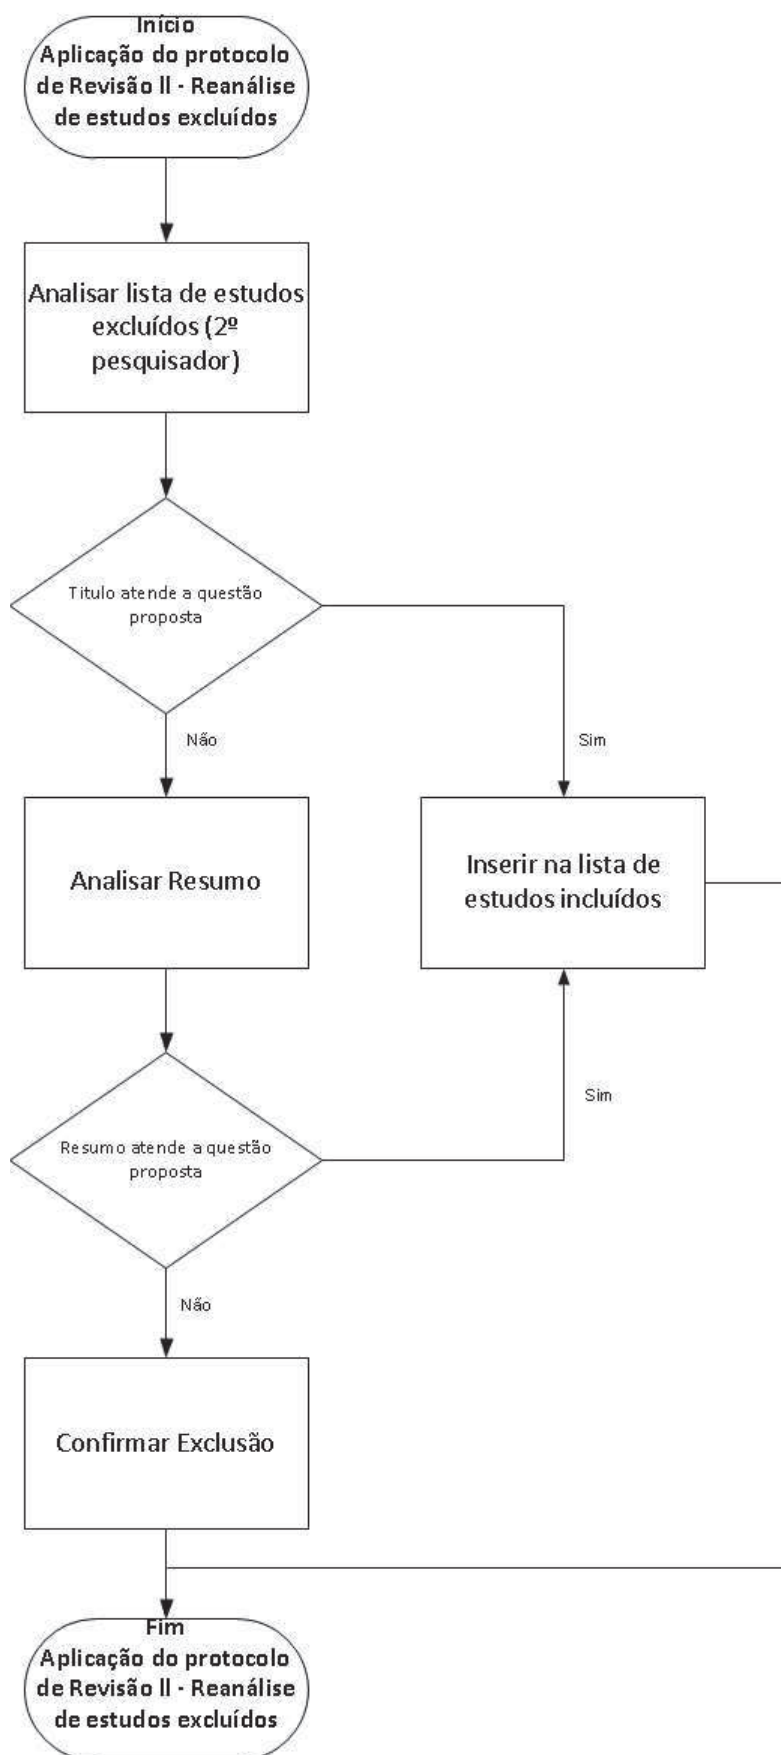 Início
Aplicação do protocolo
de Revisão II - Reanálise
de estudos excluídos
Analisar lista de estudos
excluídos (2º
pesquisador)
Titulo atende a questão
proposta
Não
Sim
Analisar Resumo
Inserir na lista de
estudos incluídos
Resumo atende a questão
proposta
Sim
Não
Confirmar Exclusão
Fim
Aplicação do protocolo
de Revisão II - Reanálise
de estudos excluídos